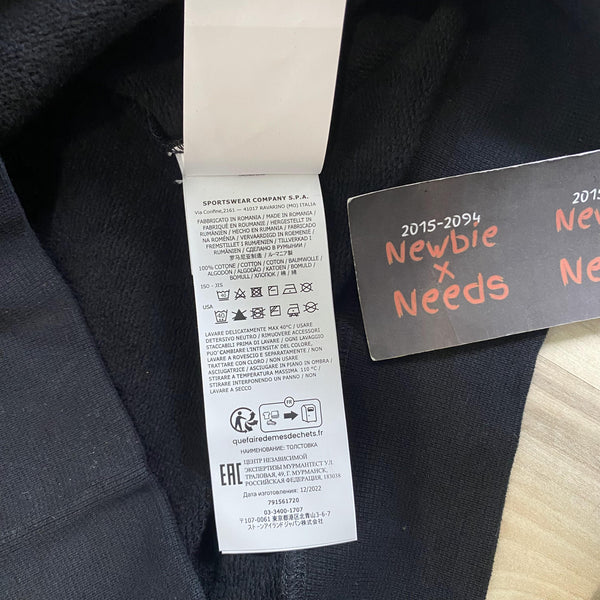 SPORTSWEAR COMPANY S.P.A.
Via Confine,2161 - 41017 RAVARINO (MO) ITALIA
FABBRICATO IN ROMANIA / MADE IN ROMANIA /
FABRIQUÉ EN ROUMANIE / HERGESTELLT IN
RUMÄNIEN / HECHO EN RUMANIA / FABRICADO
NA ROMÉNIA / VERVAARDIGD IN ROEMENIË /
FREMSTILLET I RUMÆNIEN / TILLVERKAD I
RUMÄNIEN / СДЕЛАНО В РУМЫНИИ /
罗马尼亚制造 / ルーマニア製
100% COTONE / COTTON / COTON / BAUMWOLLE /
ALGODÓN / ALGODÃO / KATOEN / BOMULD /
BOMULL / ХЛОПОК / 棉 / 綿
ISO - JIS
40
USA
LAVARE DELICATAMENTE MAX 40°C / USARE
DETERSIVO NEUTRO / RIMUOVERE ACCESSORI
STACCABILI PRIMA DI LAVARE / OGNI LAVAGGIO
PUO' CAMBIARE L'INTENSITA' DEL COLORE,
LAVARE A ROVESCIO E SEPARATAMENTE / NON
TRATTARE CON CLORO / NON USARE
ASCIUGATRICE / ASCIUGARE IN PIANO IN OMBRA /
STIRARE A TEMPERATURA MASSIMA 110 °C /
STIRARE INTERPONENDO UN PANNO / NON
LAVARE A SECCO
FR
quefairedemesdechets.fr
НАИМЕНОВАНИЕ: ТОЛСТОВКА
EAC
ЦЕНТР НЕЗАВИСИМОЙ
ЭКСПЕРТИЗЫ МУРМАНТЕСТ УЛ.
ТРАЛОВАЯ, 49, Г. МУРМАНСК,
РОССИЙСКАЯ ФЕДЕРАЦИЯ, 183038
Дата изготовления: 12/2022
791561720
03-3400-1707
〒107-0061 東京都港区北青山3-6-7
ストーンアイランドジャパン株式会社
2015-2094
Newbie
x
Needs
2015
New
Ne